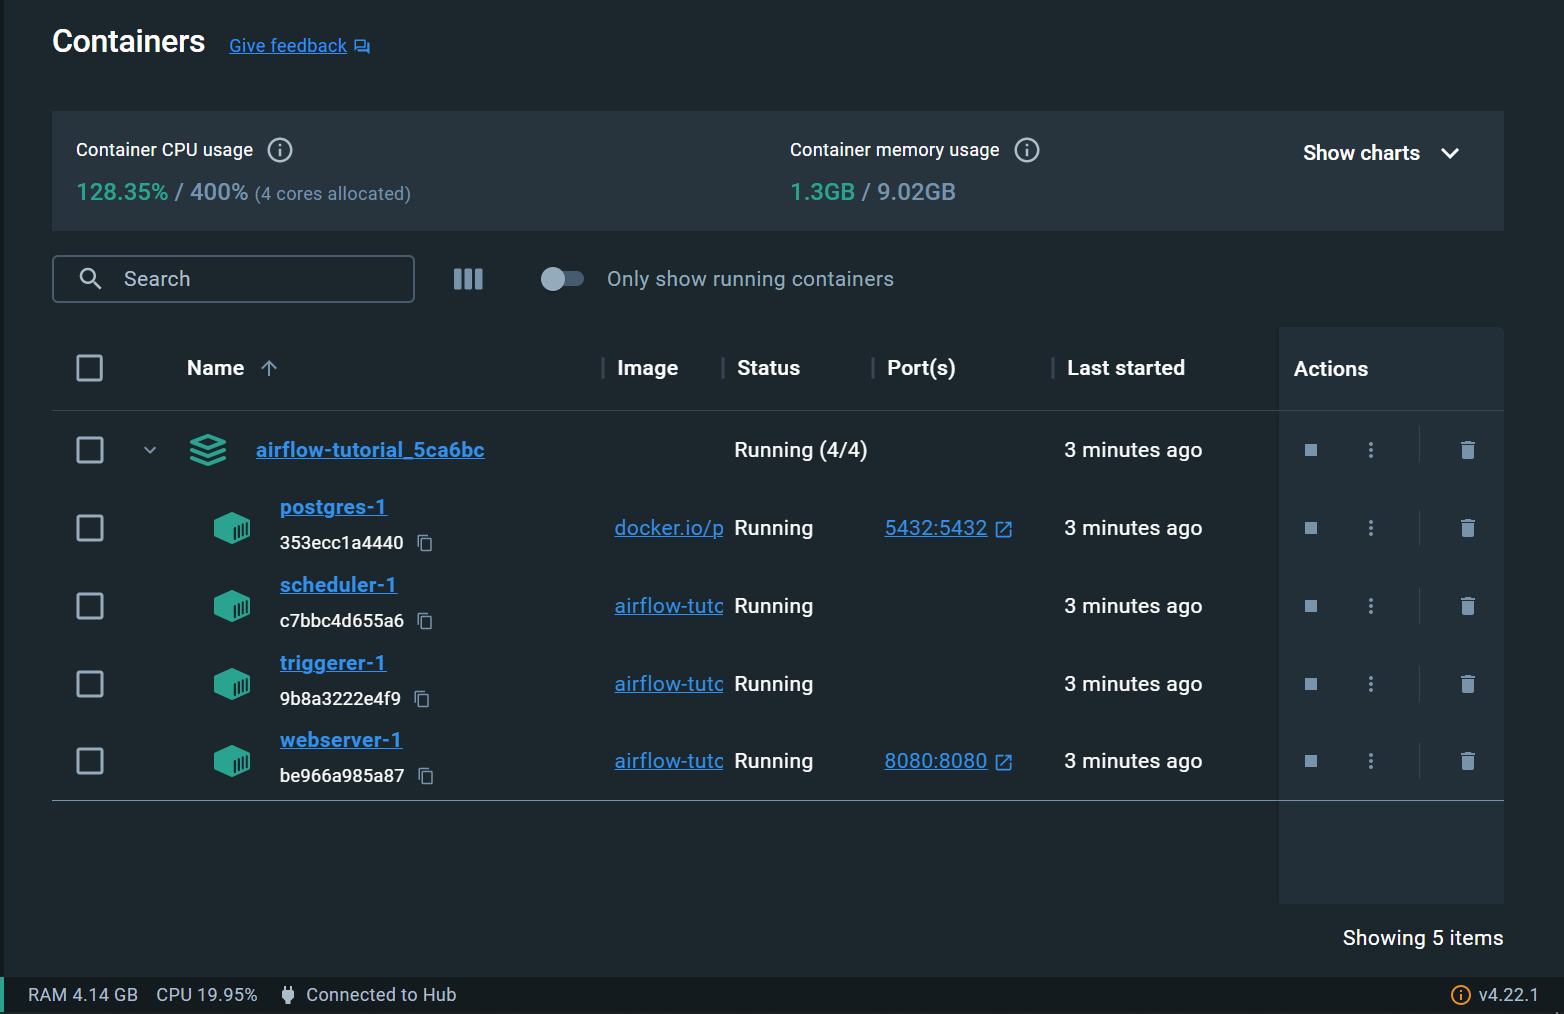 Containers Give feedback
Container CPU usage Container memory usage Show charts
128.35% / 400% (4 cores allocated) 1.3GB / 9.02GB
Search Only show running containers
Name Image Status Port(s) Last started Actions
airflow-tutorial_5ca6bc Running (4/4) 3 minutes ago
postgres-1
353ecc1a4440 docker.io/p Running 5432:5432 3 minutes ago
scheduler-1
c7bbc4d655a6 airflow-tuto Running 3 minutes ago
triggerer-1
9b8a3222e4f9 airflow-tuto Running 3 minutes ago
webserver-1
be966a985a87 airflow-tuto Running 8080:8080 3 minutes ago
Showing 5 items
RAM 4.14 GB CPU 19.95% Connected to Hub v4.22.1